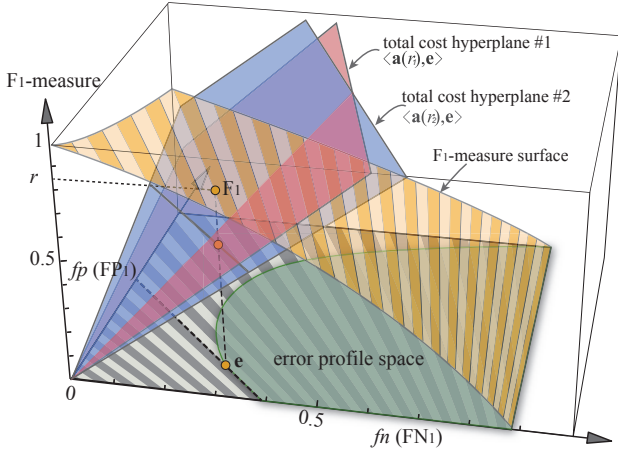 total cost hyperplane #1
<a(r₁),e>
F1-measure
total cost hyperplane #2
<a(r₂),e>
1
F1-measure surface
r
F1
0.5
fp (FP1)
e
error profile space
0
0.5
fn (FN1)